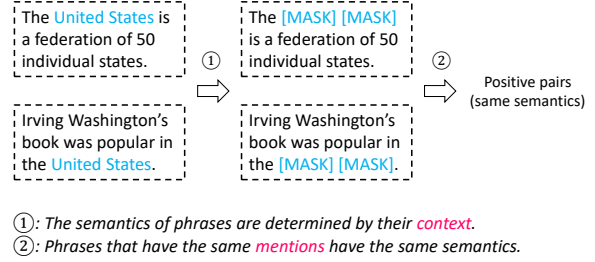 The United States is
a federation of 50
individual states.
Irving Washington's
book was popular in
the United States.
①
The [MASK] [MASK]
is a federation of 50
individual states.
Irving Washington's
book was popular in
the [MASK] [MASK].
②
Positive pairs
(same semantics)
①: The semantics of phrases are determined by their context.
②: Phrases that have the same mentions have the same semantics.